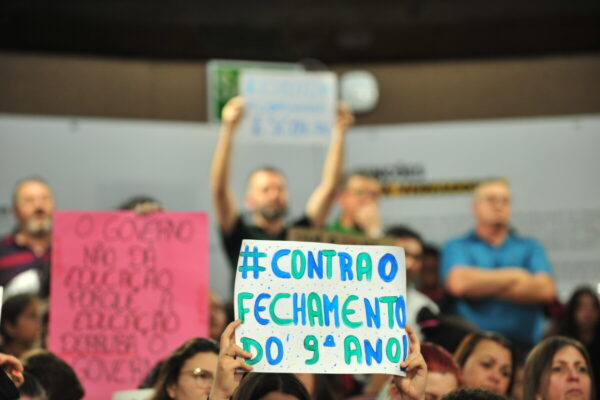 O GOVERNO
NÃO DÁ
EDUCAÇÃO,
PORQUE A
EDUCAÇÃO
DERRUBA O
GOVERNO
#CONTRA O
FECHAMENTO
DO 9º ANO!